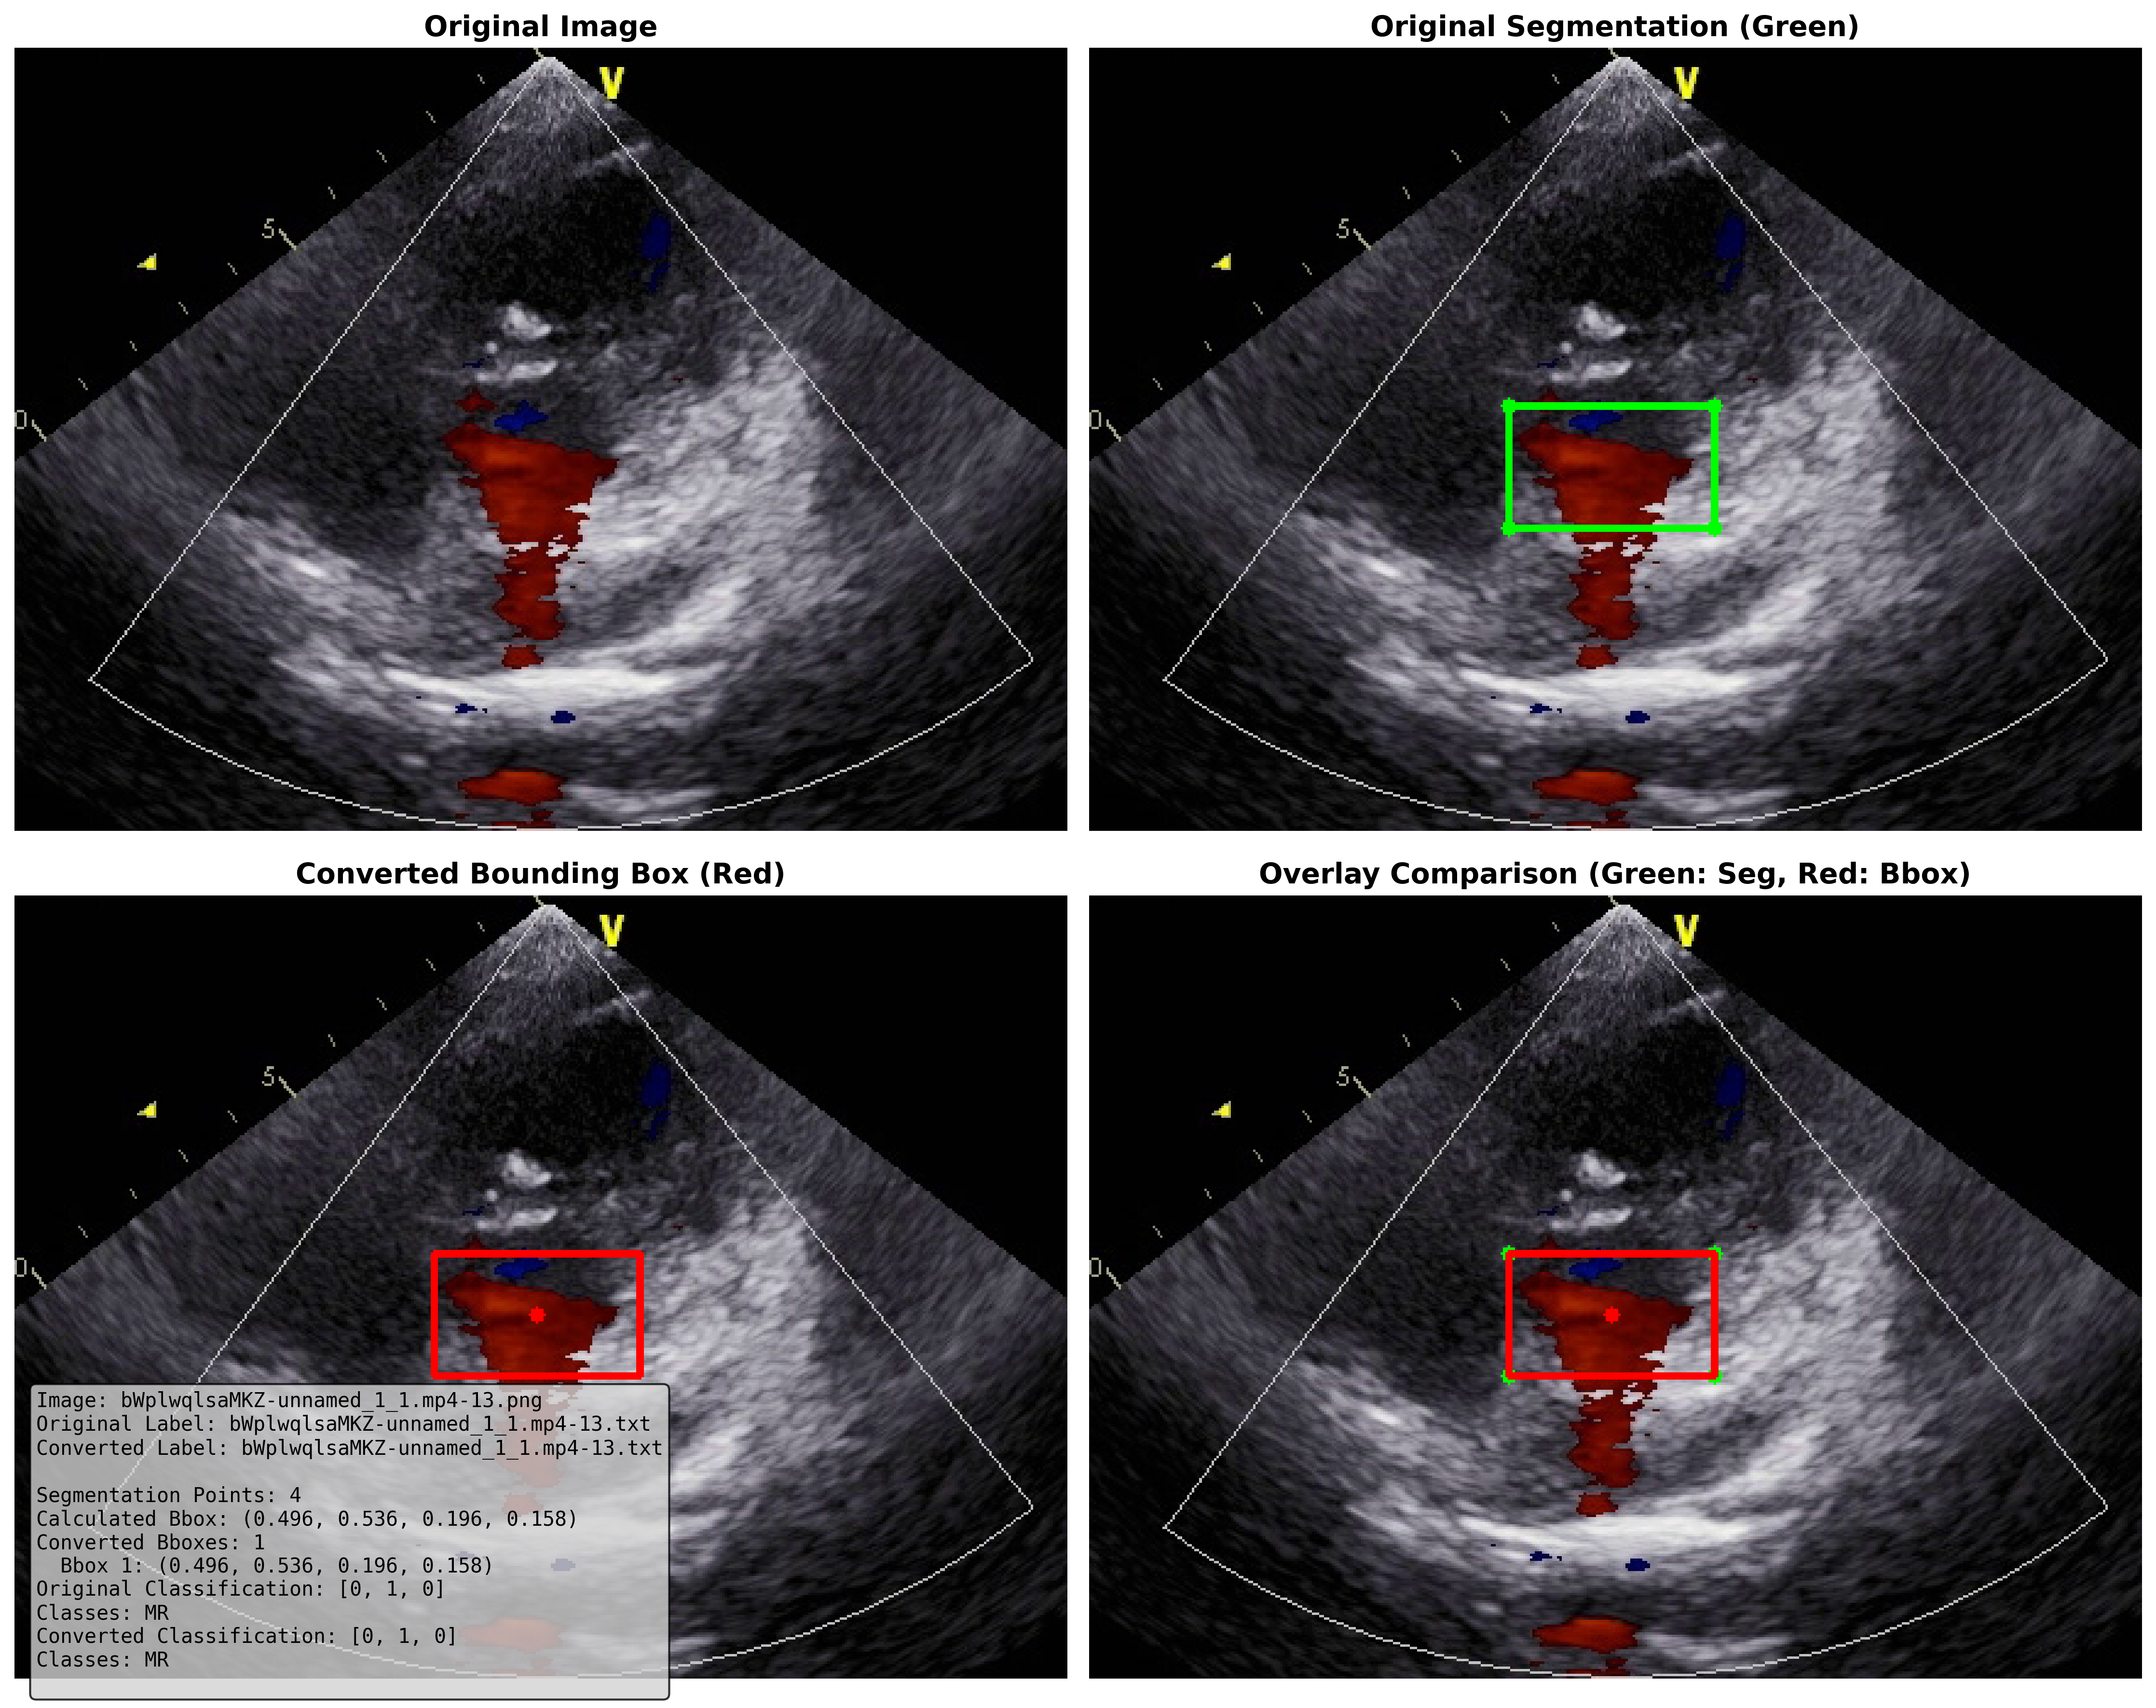 Original Image
Original Segmentation (Green)
V
5
0
V
5
0
Converted Bounding Box (Red)
Overlay Comparison (Green: Seg, Red: Bbox)
V
5
0
V
5
0
Image: bWplwqlsaMKZ-unnamed_1_1.mp4-13.png
Original Label: bWplwqlsaMKZ-unnamed_1_1.mp4-13.txt
Converted Label: bWplwqlsaMKZ-unnamed_1_1.mp4-13.txt
Segmentation Points: 4
Calculated Bbox: (0.496, 0.536, 0.196, 0.158)
Converted Bboxes: 1
Bbox 1: (0.496, 0.536, 0.196, 0.158)
Original Classification: [0, 1, 0]
Classes: MR
Converted Classification: [0, 1, 0]
Classes: MR